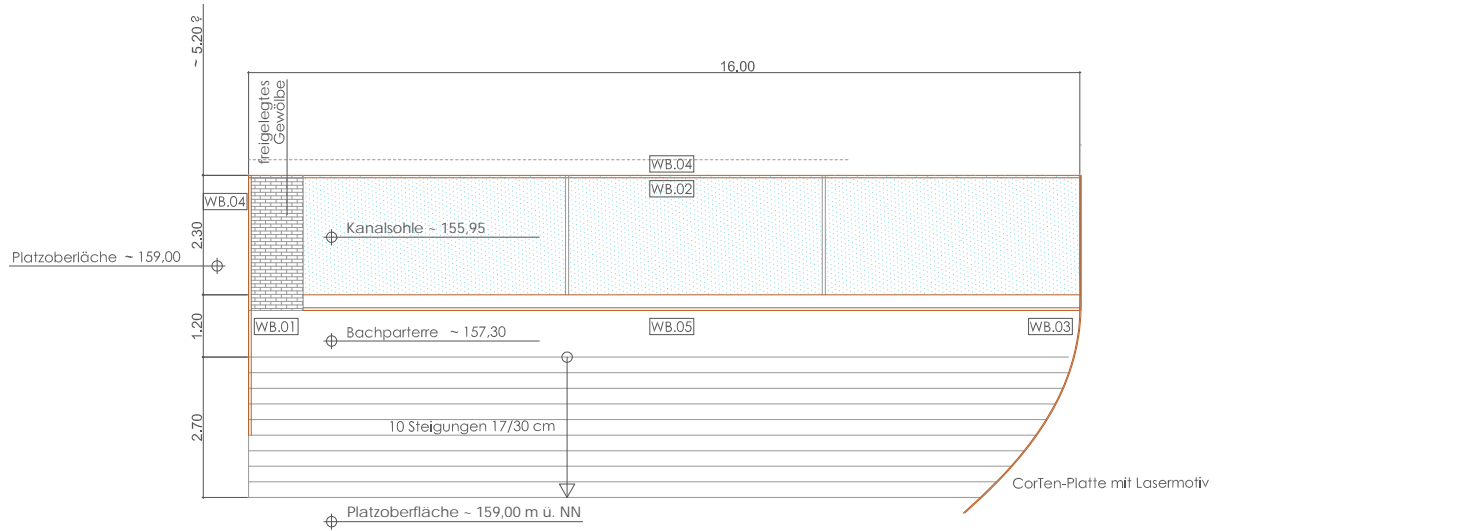 ~ 5.20 ?
16.00
freigelegtes
Gewölbe
WB.04
WB.02
WB.04
2.30
Kanalsohle ~ 155,95
Platzoberläche ~ 159,00
1.20
WB.01
WB.05
WB.03
Bachparterre ~ 157,30
2.70
10 Steigungen 17/30 cm
CorTen-Platte mit Lasermotiv
Platzoberfläche ~ 159,00 m ü. NN